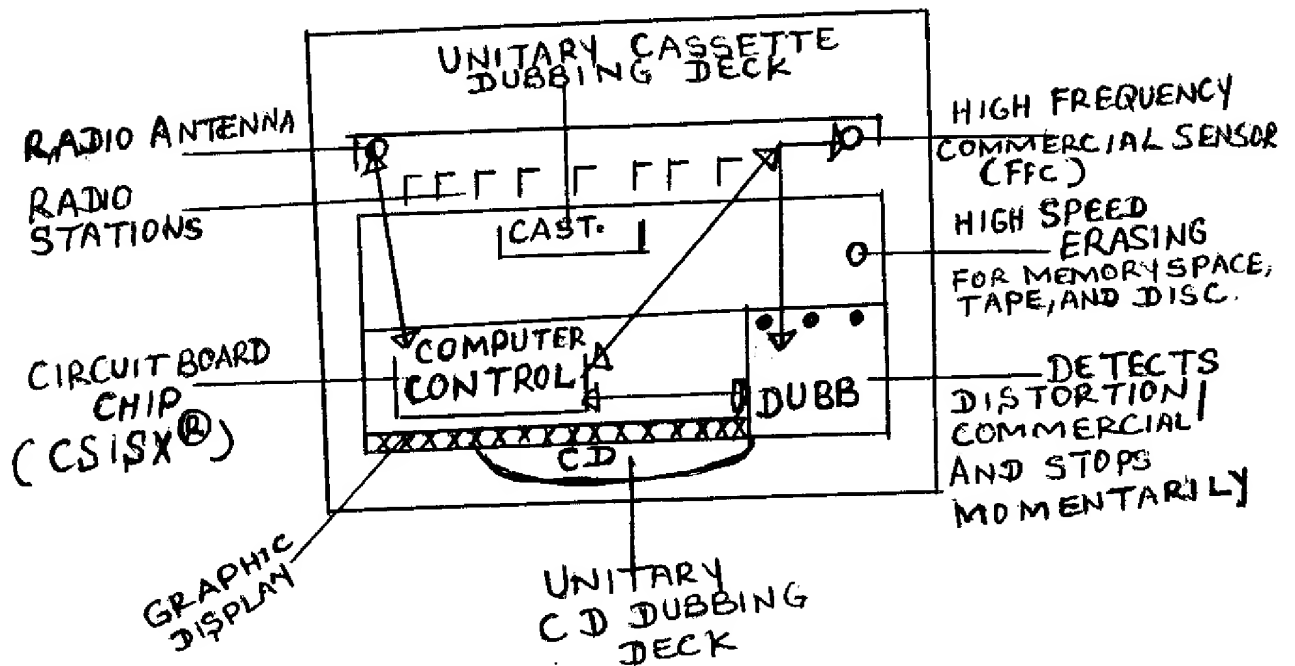 UNITARY CASSETTE
DUBBING DECK
RADIO ANTENNA
RADIO
STATIONS
HIGH FREQUENCY
COMMERCIAL SENSOR
(FFC)
HIGH SPEED
ERASING
FOR MEMORY SPACE,
TAPE, AND DISC.
CAST.
COMPUTER
CONTROL
DUBB
CIRCUIT BOARD
CHIP
(CSiSX®)
DETECTS
DISTORTION/
COMMERCIAL
AND STOPS
MOMENTARILY
CD
GRAPHIC
DISPLAY
UNITARY
CD DUBBING
DECK